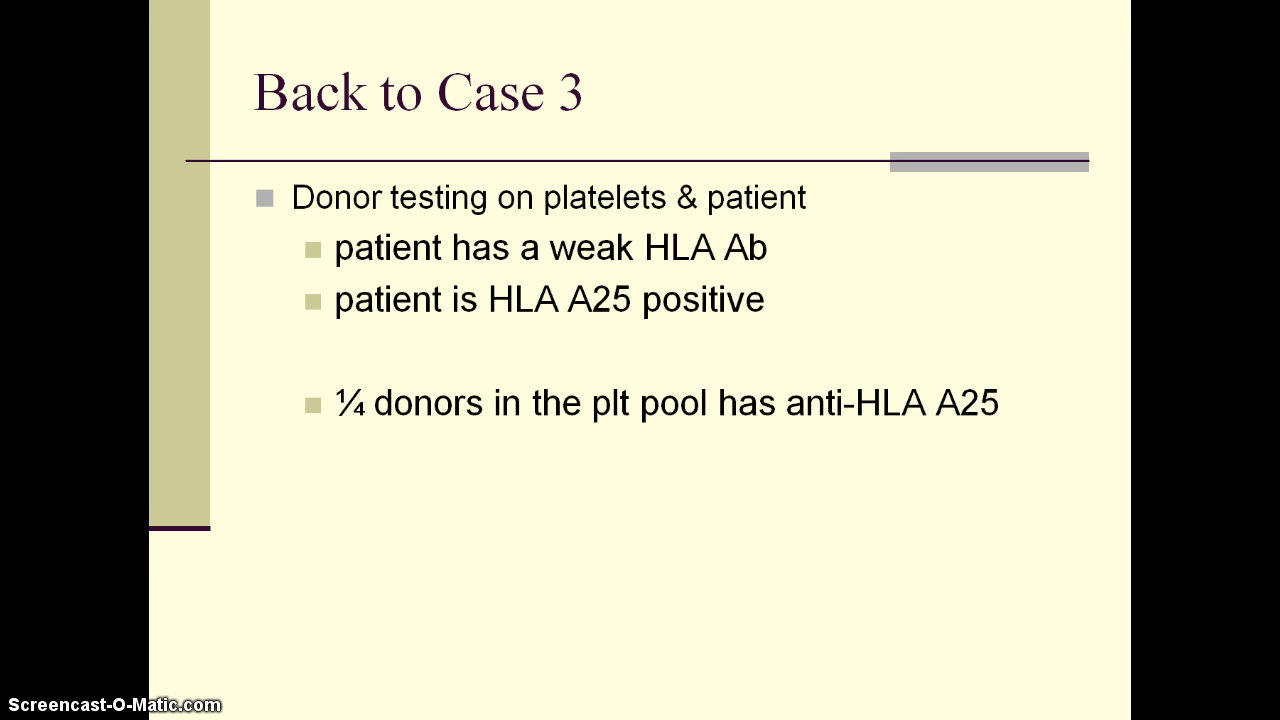 Back to Case 3
Donor testing on platelets & patient
patient has a weak HLA Ab
patient is HLA A25 positive
¼ donors in the plt pool has anti-HLA A25
Screencast-O-Matic.com